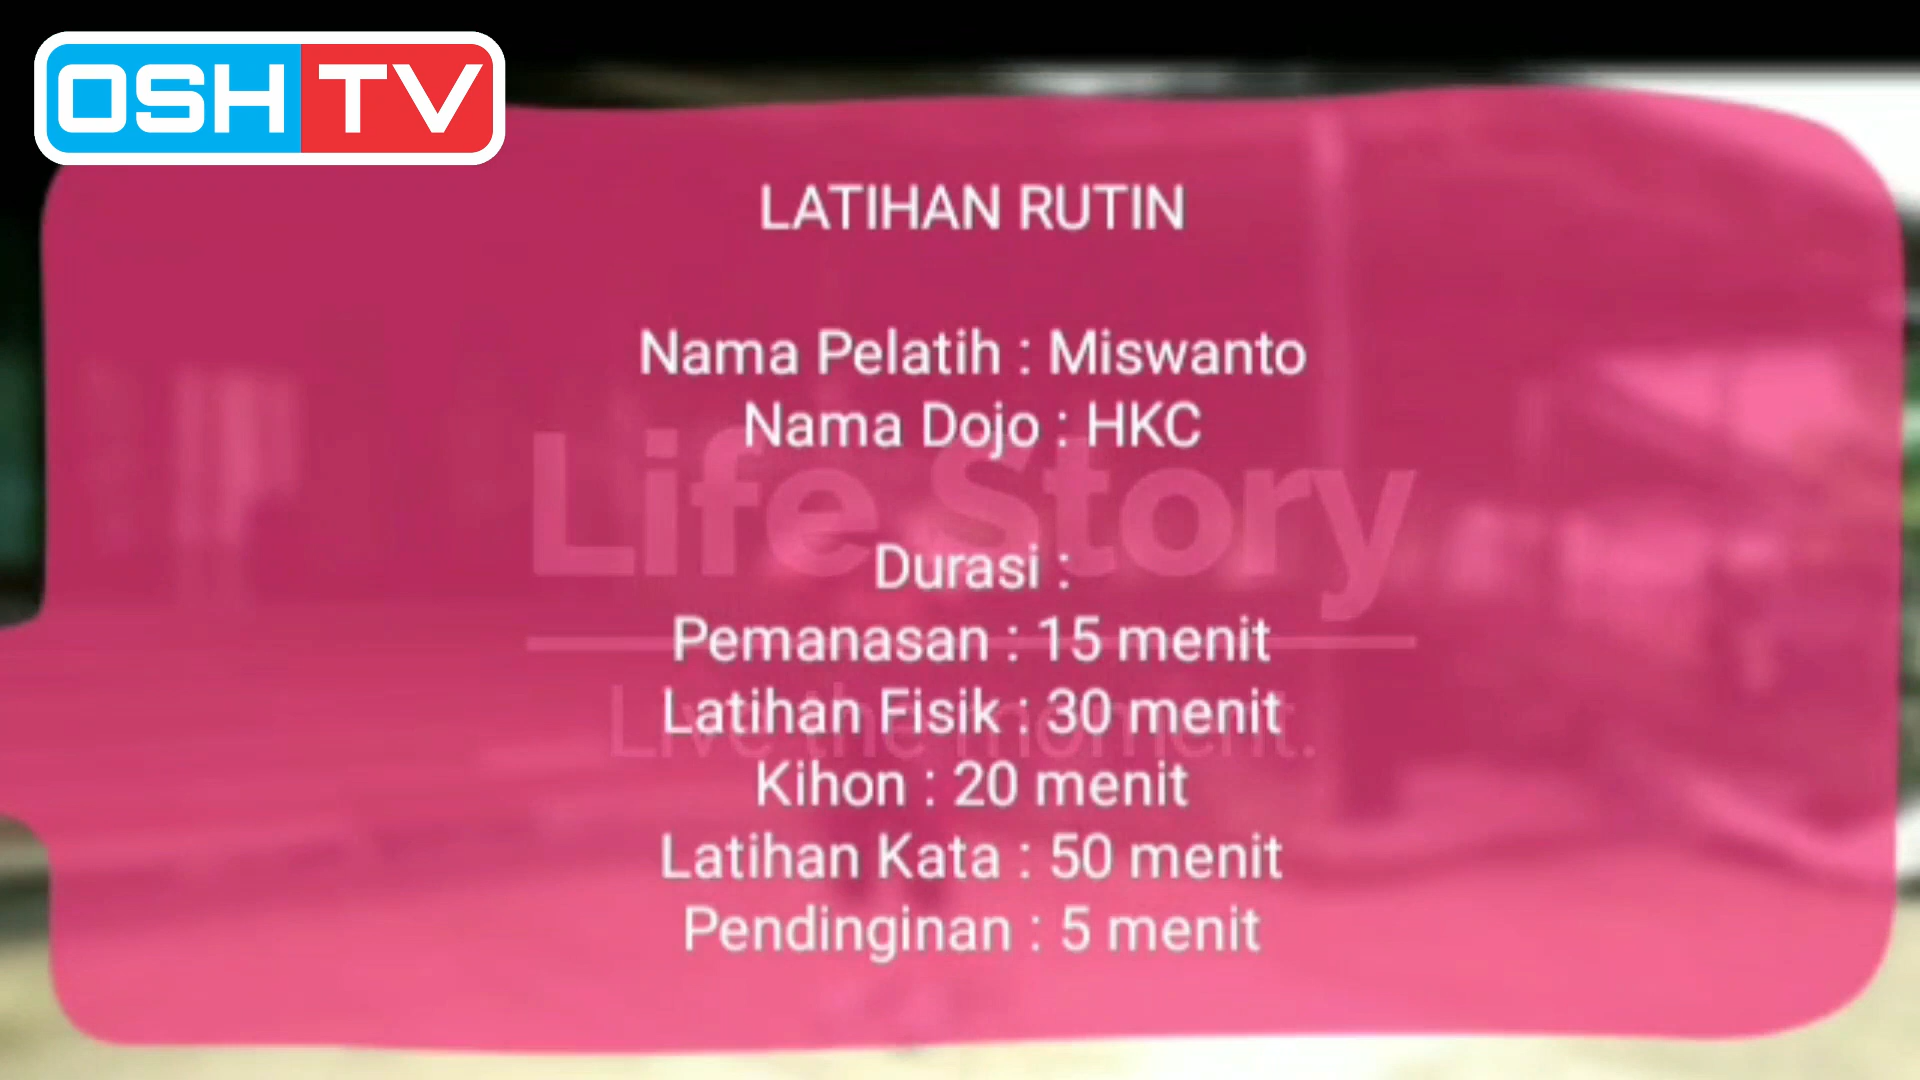 OSH TV
LATIHAN RUTIN
Nama Pelatih : Miswanto
Nama Dojo : HKC
Life Story
Durasi :
Pemanasan : 15 menit
Latihan Fisik : 30 menit
Live the moment.
Kihon : 20 menit
Latihan Kata : 50 menit
Pendinginan : 5 menit